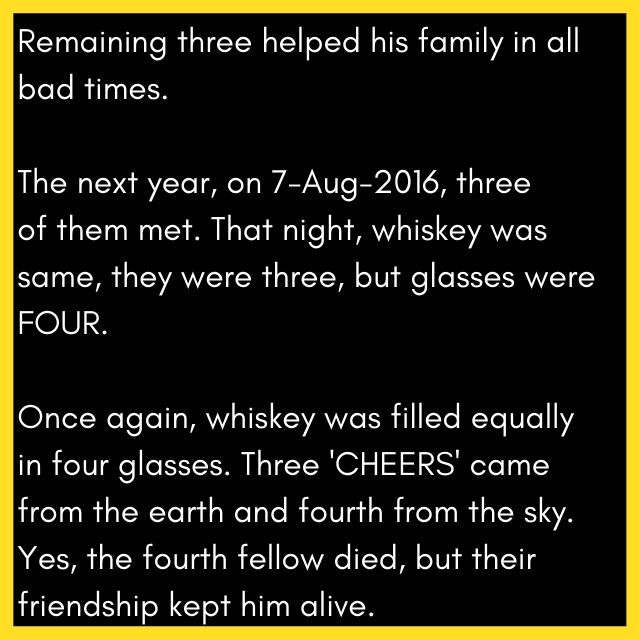 Remaining three helped his family in all
bad times.
The next year, on 7-Aug-2016, three
of them met. That night, whiskey was
same, they were three, but glasses were
FOUR.
Once again, whiskey was filled equally
in four glasses. Three 'CHEERS' came
from the earth and fourth from the sky.
Yes, the fourth fellow died, but their
friendship kept him alive.